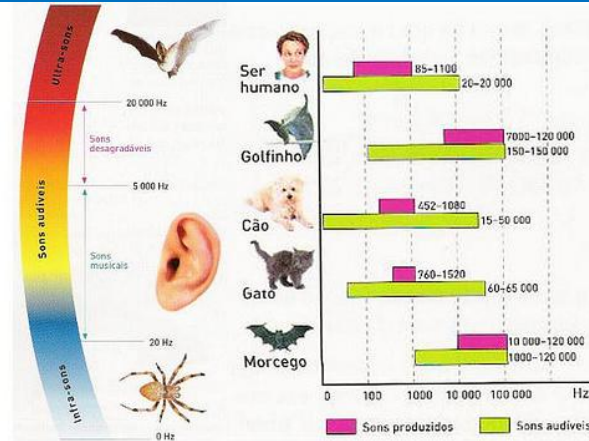 Ultra-sons
20 000 Hz
Sons
desagradáveis
5 000 Hz
Sons audíveis
Sons
musicais
20 Hz
Infra-sons
0 Hz
Ser
humano
85-1100
20-20 000
Golfinho
7000-120 000
150-150 000
Cão
452-1080
15-50 000
Gato
760-1520
60-65 000
Morcego
10 000-120 000
1000-120 000
0 100 1000 10 000 100 000 Hz
Sons produzidos Sons audíveis